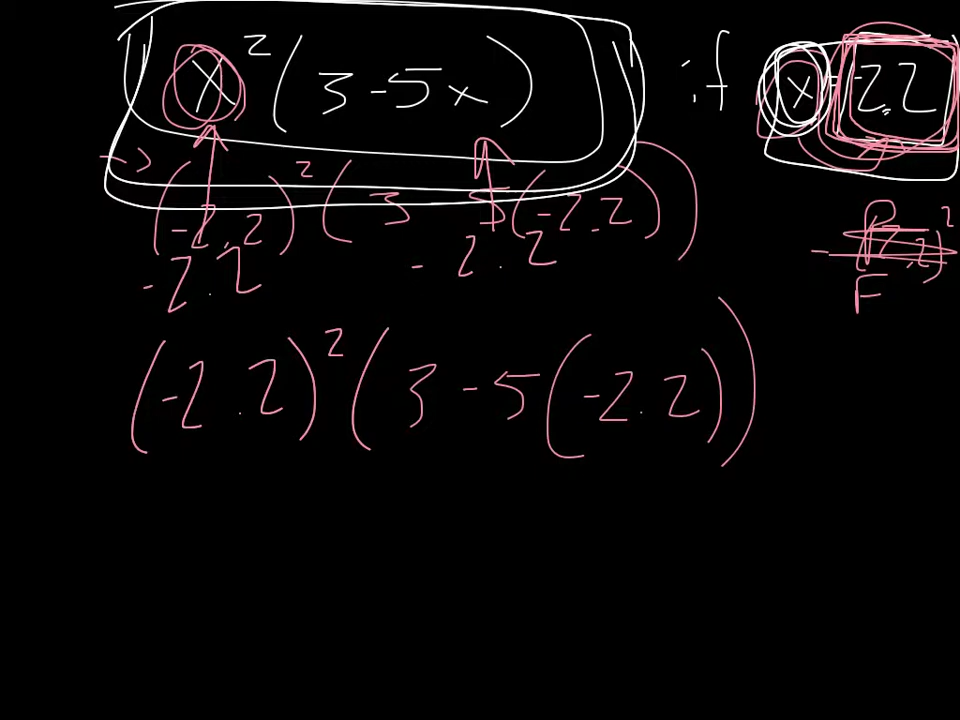 x²(3-5x) if x=-2.2
(-2.2)²(3 5(-2.2))
-2.2 -2.2
(-2.2)²(3-5(-2.2))